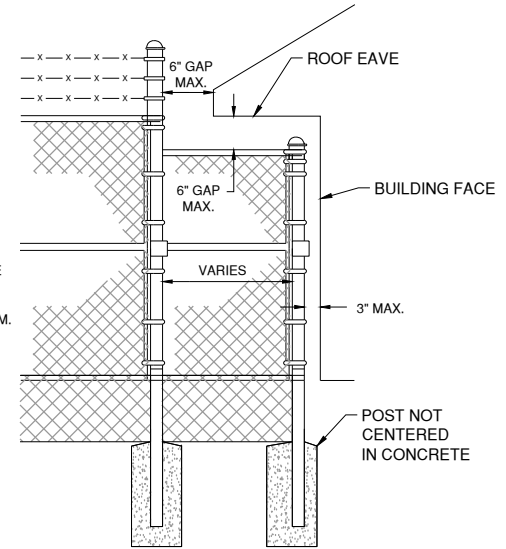 x x x
x x x
x x x
6" GAP
MAX.
ROOF EAVE
6" GAP
MAX.
BUILDING FACE
VARIES
E
M.
3" MAX.
POST NOT
CENTERED
IN CONCRETE